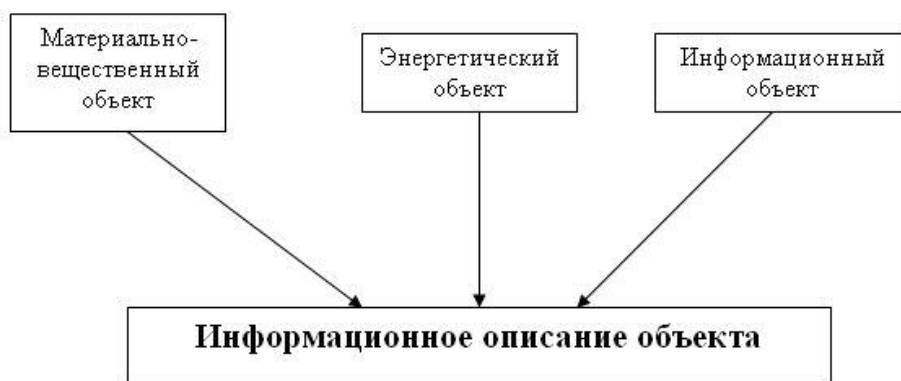 Материально-
вещественный
объект
Энергетический
объект
Информационный
объект
Информационное описание объекта